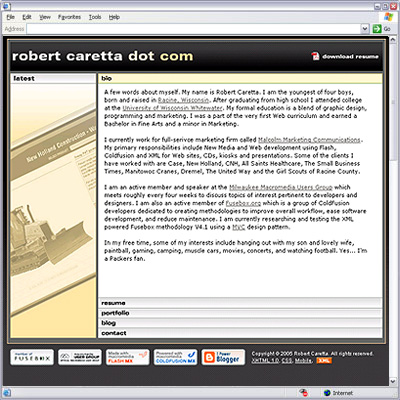 File Edit View Favorites Tools Help
Address
Go
robert caretta dot com
download resume
latest
bio
New Holland Construction - W
A few words about myself. My name is Robert Caretta. I am the youngest of four boys,
born and raised in Racine, Wisconsin. After graduating from high school I attended college
at the University of Wisconsin Whitewater. My formal education is a blend of graphic design,
programming and marketing. I was a part of the very first Web curriculum and earned a
Bachelor in Fine Arts and a minor in Marketing.
I currently work for full-serivce marketing firm called Malcolm Marketing Communications.
My primary responsibilities include New Media and Web development using Flash,
Coldfusion and XML for Web sites, CDs, kiosks and presentations. Some of the clients I
have worked with are Case, New Holland, CNH, All Saints Healthcare, The Small Business
Times, Manitowoc Cranes, Dremel, The United Way and the Girl Scouts of Racine County.
I am an active member and speaker at the Milwaukee Macromedia Users Group which
meets roughly every four weeks to discuss topics of interest pertinent to developers and
designers. I am also an active member of Fusebox.org which is a group of ColdFusion
developers dedicated to creating methodologies to improve overall workflow, ease software
development, and reduce maintenance. I am currently researching and testing the XML
powered Fusebox methodology V4.1 using a MVC design pattern.
In my free time, some of my interests include hanging out with my son and lovely wife,
paintball, gaming, camping, muscle cars, movies, concerts, and watching football. Yes... I'm
a Packers fan.
resume
portfolio
blog
contact
member of
FUSEBOX
USER GROUP
Made with macromedia
FLASH MX
Powered with macromedia
COLDFUSION MX
I Power
Blogger
Copyright © 2005 Robert Caretta. All rights reserved.
XHTML 1.0. CSS. Mobile. XML
Internet